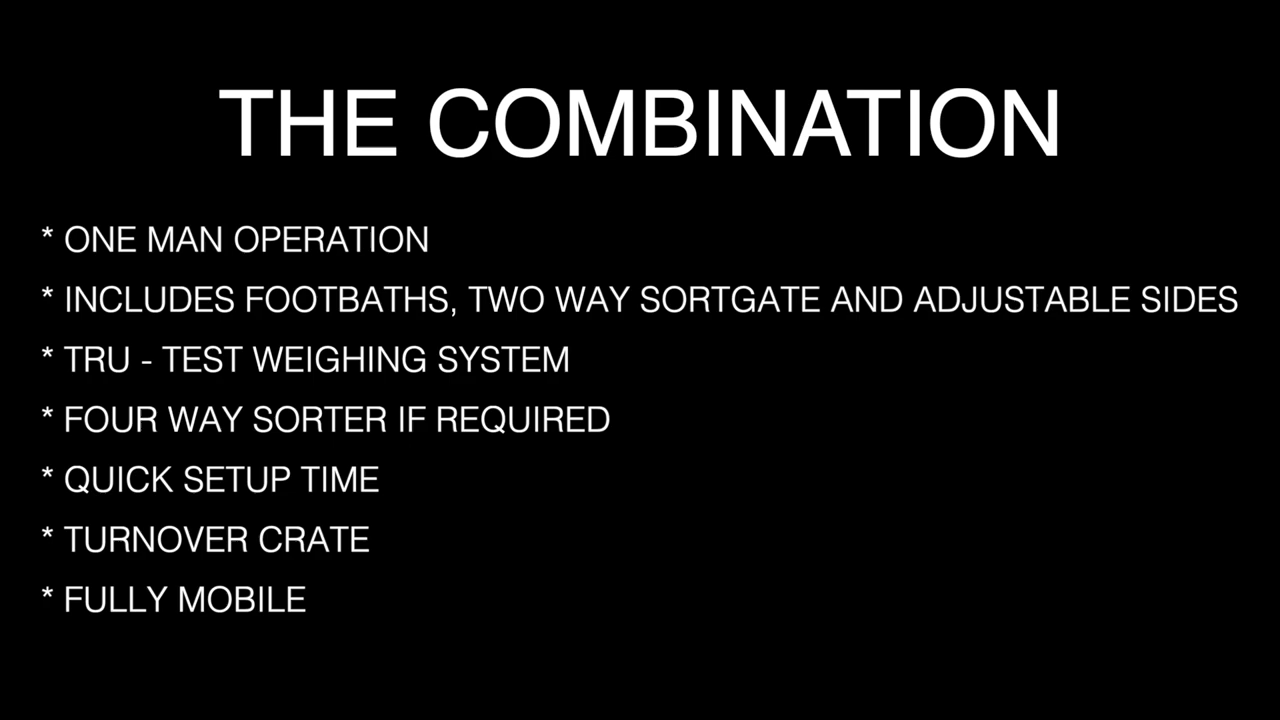 THE COMBINATION
* ONE MAN OPERATION
* INCLUDES FOOTBATHS, TWO WAY SORTGATE AND ADJUSTABLE SIDES
* TRU - TEST WEIGHING SYSTEM
* FOUR WAY SORTER IF REQUIRED
* QUICK SETUP TIME
* TURNOVER CRATE
* FULLY MOBILE